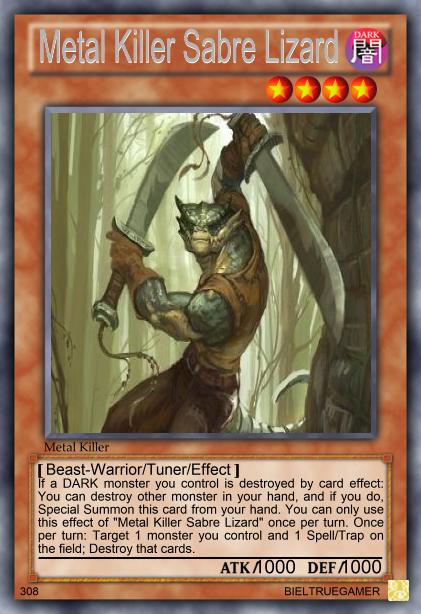 Metal Killer Sabre Lizard
DARK
闇
Metal Killer
[ Beast-Warrior/Tuner/Effect ]
If a DARK monster you control is destroyed by card effect:
You can destroy other monster in your hand, and if you do,
Special Summon this card from your hand. You can only use
this effect of "Metal Killer Sabre Lizard" once per turn. Once
per turn: Target 1 monster you control and 1 Spell/Trap on
the field; Destroy that cards.
ATK/1000 DEF/1000
308 BIELTRUEGAMER